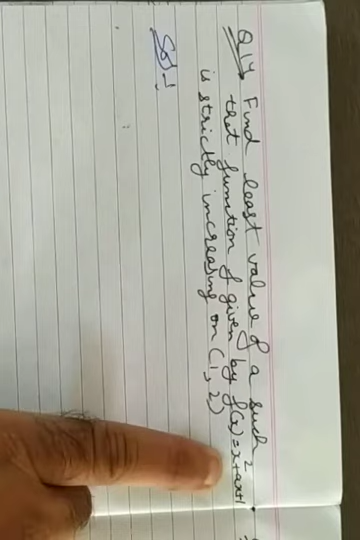 Q14 Find least value of a such
that function f given by f(x)=x²+ax+1
is strictly increasing on (1, 2)
Sol!